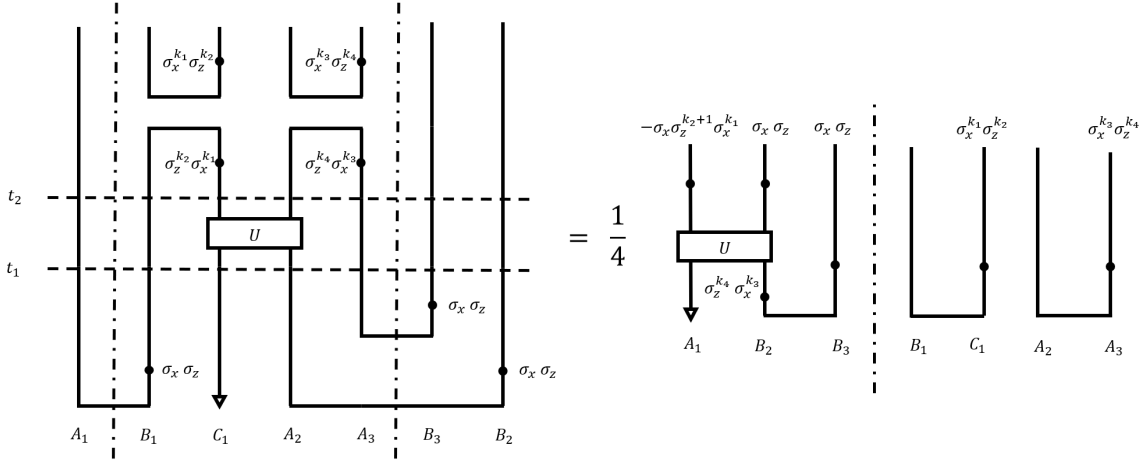 σ_x^{k_1} σ_z^{k_2} σ_x^{k_3} σ_z^{k_4}
σ_z^{k_2} σ_x^{k_1} σ_z^{k_4} σ_x^{k_3}
t_2
U
t_1
σ_x σ_z
σ_x σ_z σ_x σ_z
A_1 B_1 C_1 A_2 A_3 B_3 B_2
= 1/4
-σ_x σ_z^{k_2+1} σ_x^{k_1} σ_x σ_z σ_x σ_z σ_x^{k_1} σ_z^{k_2} σ_x^{k_3} σ_z^{k_4}
U
σ_z^{k_4} σ_x^{k_3}
A_1 B_2 B_3 B_1 C_1 A_2 A_3